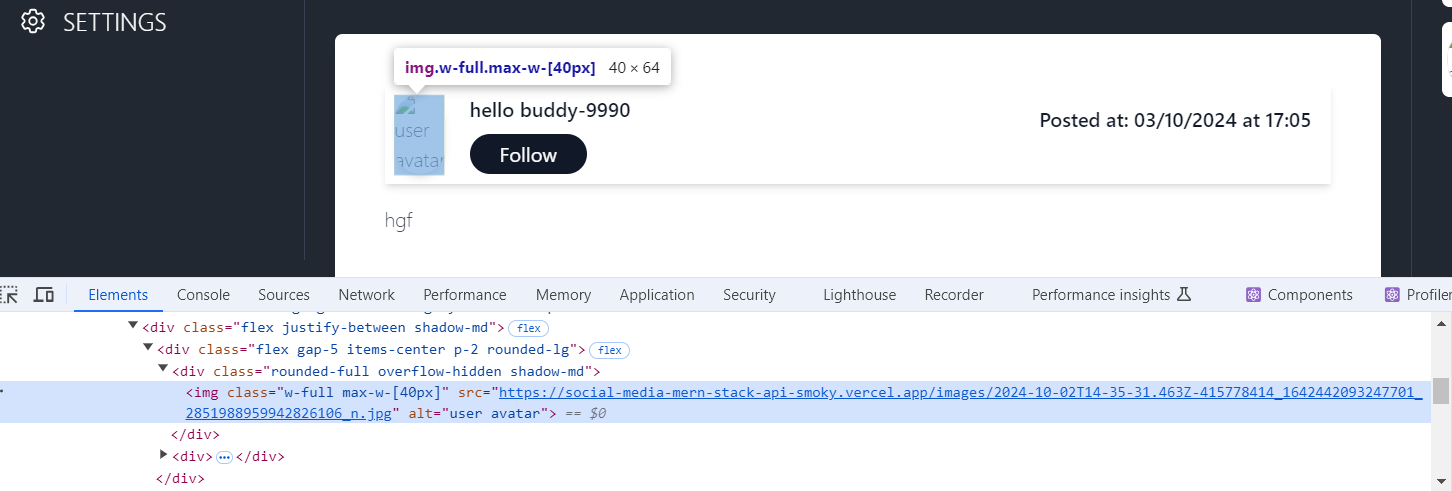 SETTINGS
img.w-full.max-w-[40px] 40 × 64
user
avatar
hello buddy-9990
Follow
Posted at: 03/10/2024 at 17:05
hgf
Elements Console Sources Network Performance Memory Application Security Lighthouse Recorder Performance insights Components Profiler
<div class="flex justify-between shadow-md"> flex
<div class="flex gap-5 items-center p-2 rounded-lg"> flex
<div class="rounded-full overflow-hidden shadow-md">
<img class="w-full max-w-[40px]" src="https://social-media-mern-stack-api-smoky.vercel.app/images/2024-10-02T14-35-31.463Z-415778414_1642442093247701_
2851988959942826106_n.jpg" alt="user avatar"> == $0
</div>
<div> ⋯ </div>
</div>